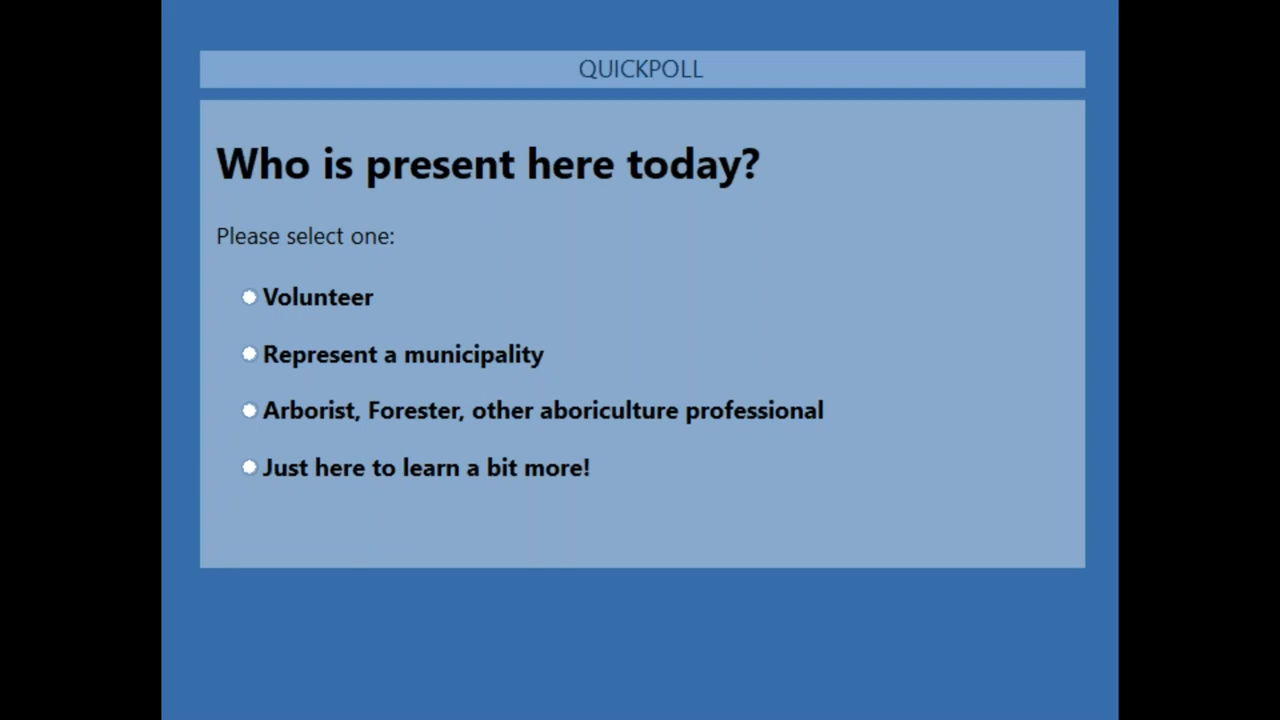 QUICKPOLL
Who is present here today?
Please select one:
Volunteer
Represent a municipality
Arborist, Forester, other aboriculture professional
Just here to learn a bit more!